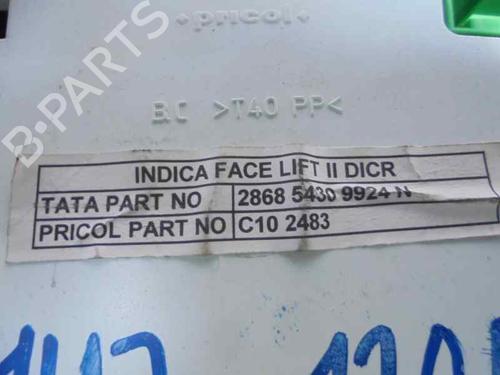 pricol
B.C >T40 PP<
INDICA FACE LIFT II DICR
TATA PART NO 2868 5430 9924 N
PRICOL PART NO C10 2483
B-PARTS